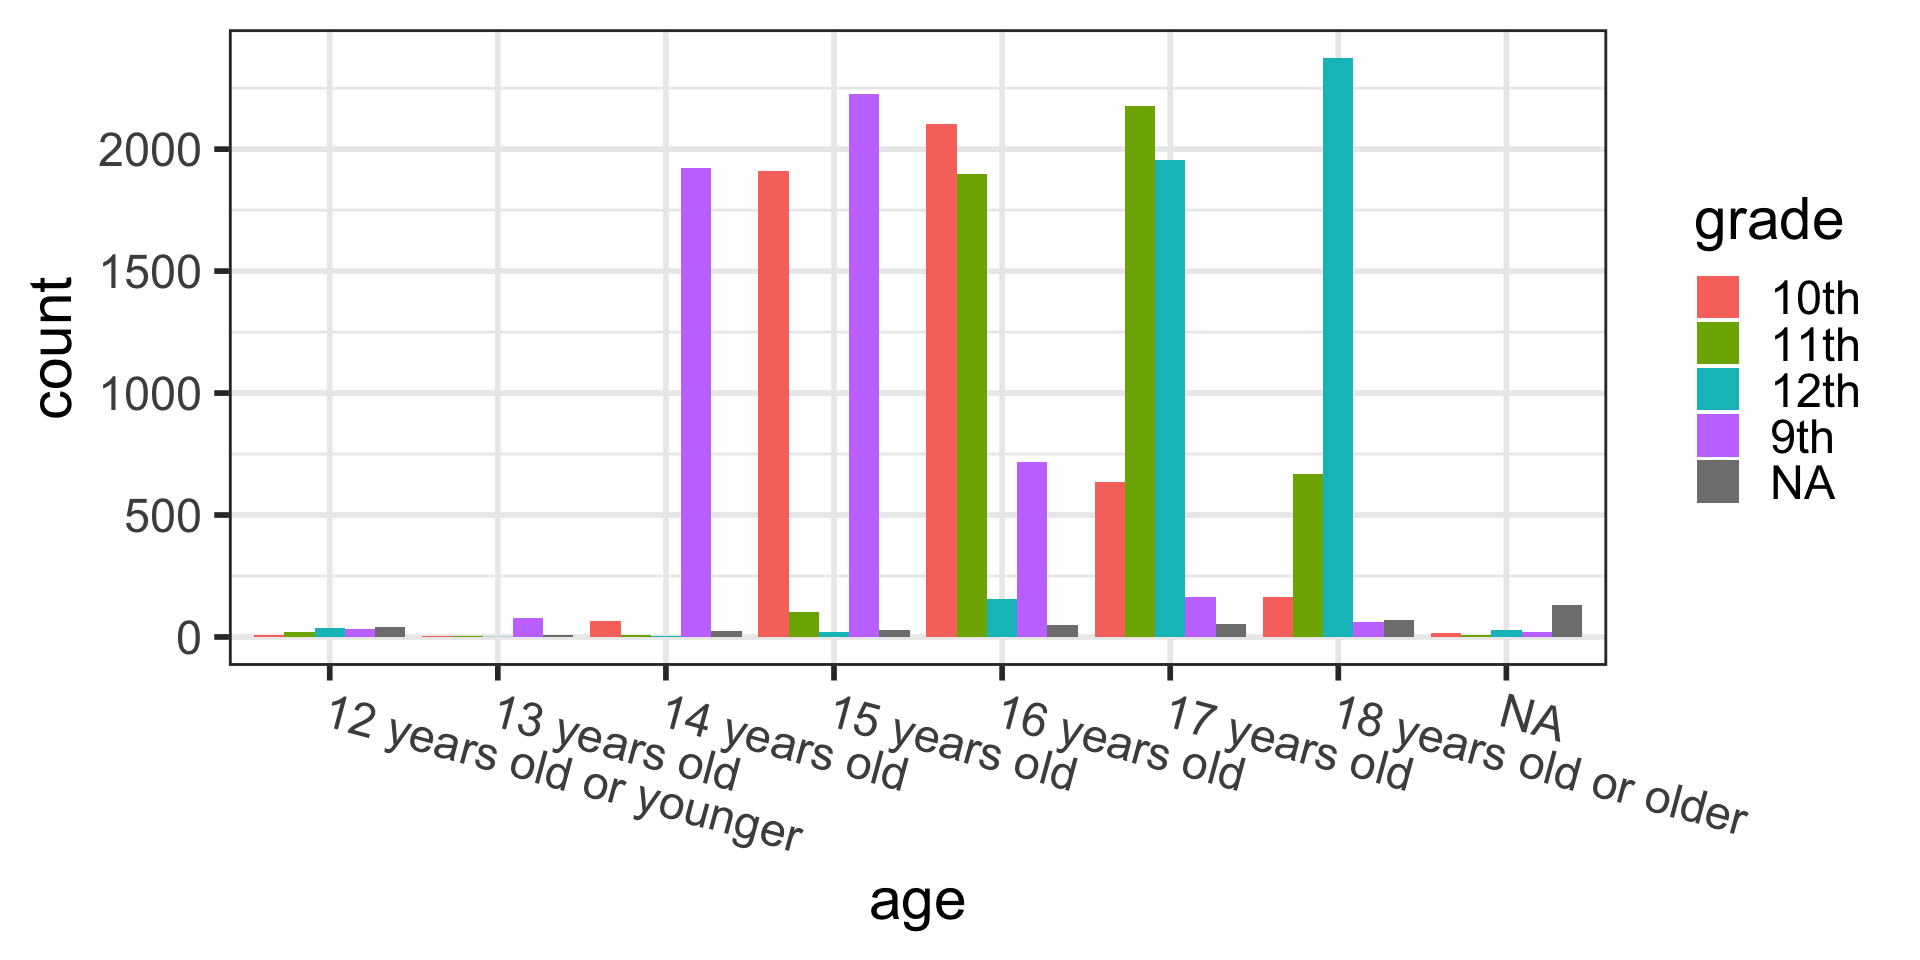 count
2000
1500
1000
500
0
12 years old or younger
13 years old
14 years old
15 years old
16 years old
17 years old
18 years old or older
NA
age
grade
10th
11th
12th
9th
NA